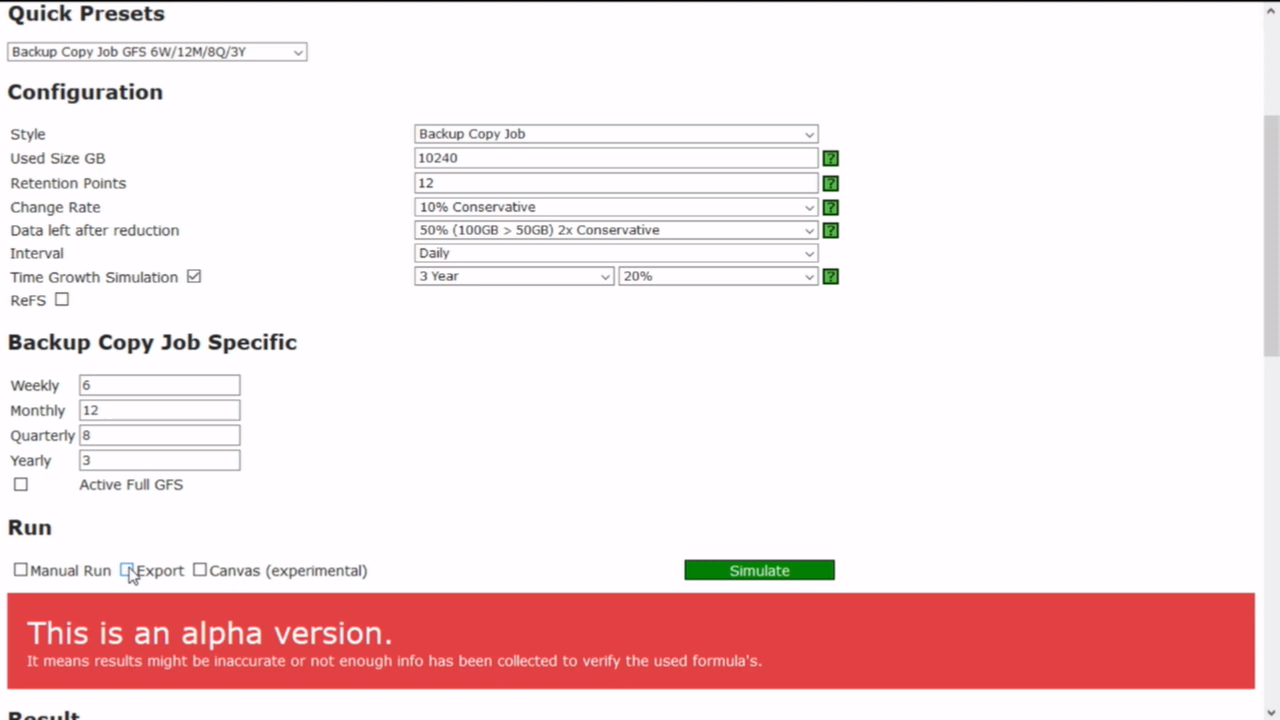 Quick Presets
Backup Copy Job GFS 6W/12M/8Q/3Y
Configuration
Style Backup Copy Job
Used Size GB 10240 ?
Retention Points 12 ?
Change Rate 10% Conservative ?
Data left after reduction 50% (100GB > 50GB) 2x Conservative ?
Interval Daily
Time Growth Simulation 3 Year 20% ?
ReFS
Backup Copy Job Specific
Weekly 6
Monthly 12
Quarterly 8
Yearly 3
Active Full GFS
Run
Manual Run Export Canvas (experimental) Simulate
This is an alpha version.
It means results might be inaccurate or not enough info has been collected to verify the used formula's.
Result